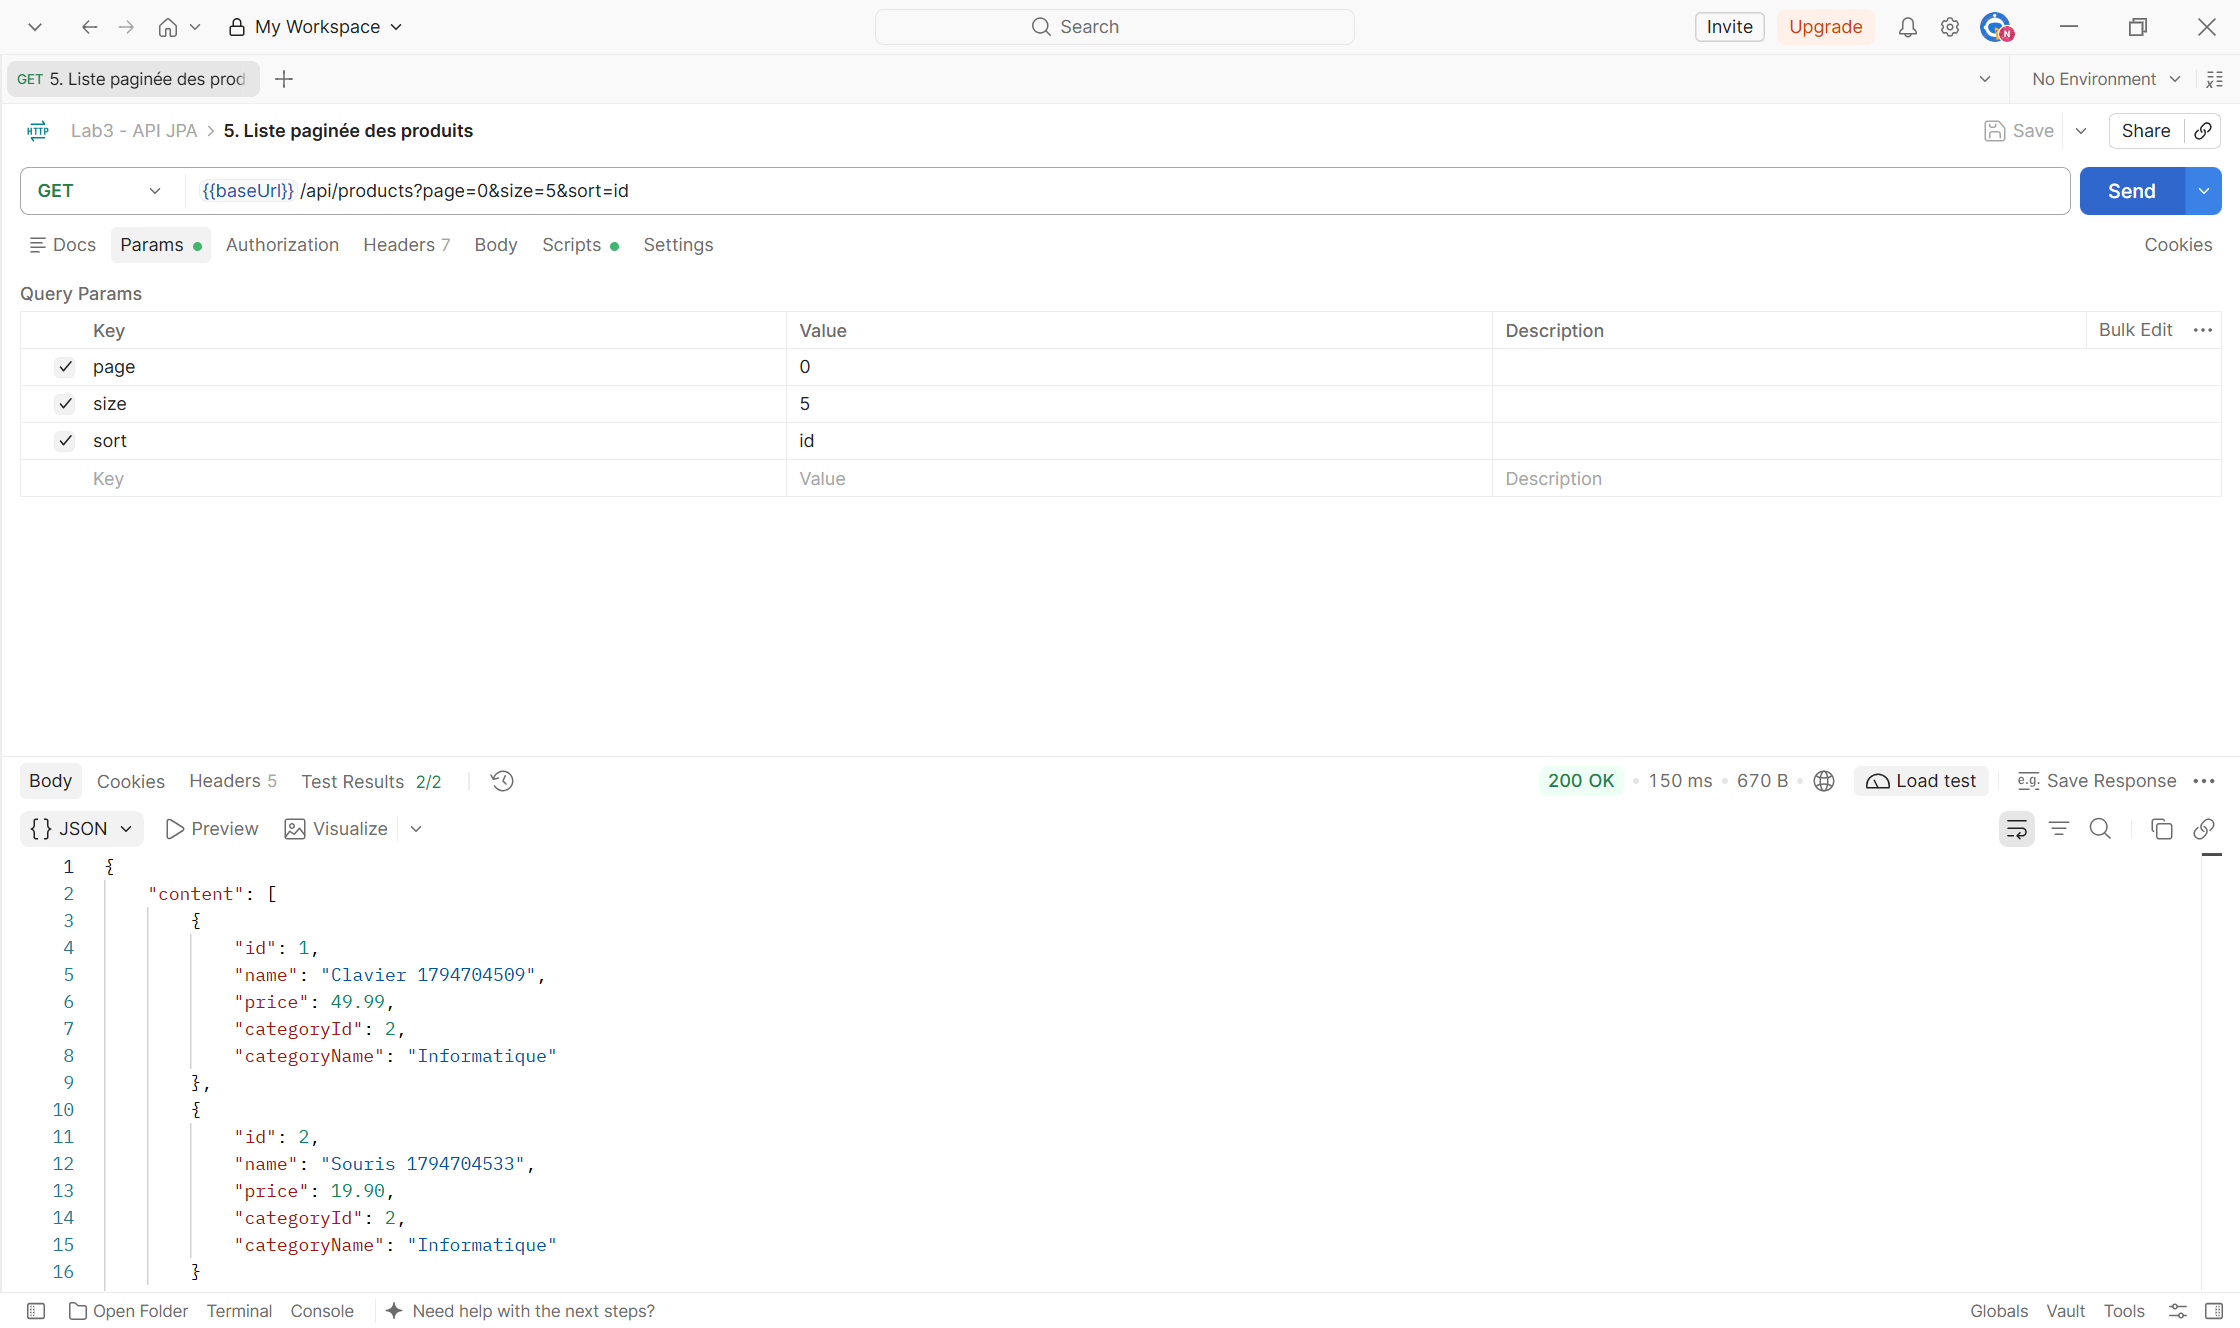 My Workspace
Search
Invite
Upgrade
N
GET 5. Liste paginée des prod
No Environment
HTTP
Lab3 - API JPA > 5. Liste paginée des produits
Save
Share
GET
{{baseUrl}} /api/products?page=0&size=5&sort=id
Send
Docs Params Authorization Headers 7 Body Scripts Settings
Cookies
Query Params
Key Value Description Bulk Edit
page 0
size 5
sort id
Key Value Description
Body Cookies Headers 5 Test Results 2/2
200 OK 150 ms 670 B Load test e.g. Save Response
{} JSON Preview Visualize
1 {
2 "content": [
3 {
4 "id": 1,
5 "name": "Clavier 1794704509",
6 "price": 49.99,
7 "categoryId": 2,
8 "categoryName": "Informatique"
9 },
10 {
11 "id": 2,
12 "name": "Souris 1794704533",
13 "price": 19.90,
14 "categoryId": 2,
15 "categoryName": "Informatique"
16 }
Open Folder Terminal Console Need help with the next steps?
Globals Vault Tools